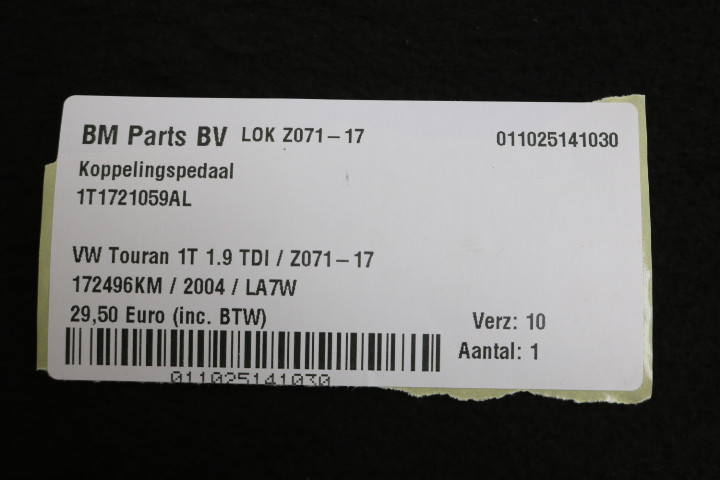 BM Parts BV LOK Z071-17 011025141030
Koppelingspedaal
1T1721059AL
VW Touran 1T 1.9 TDI / Z071-17
172496KM / 2004 / LA7W
29,50 Euro (inc. BTW) Verz: 10
Aantal: 1
011025141030